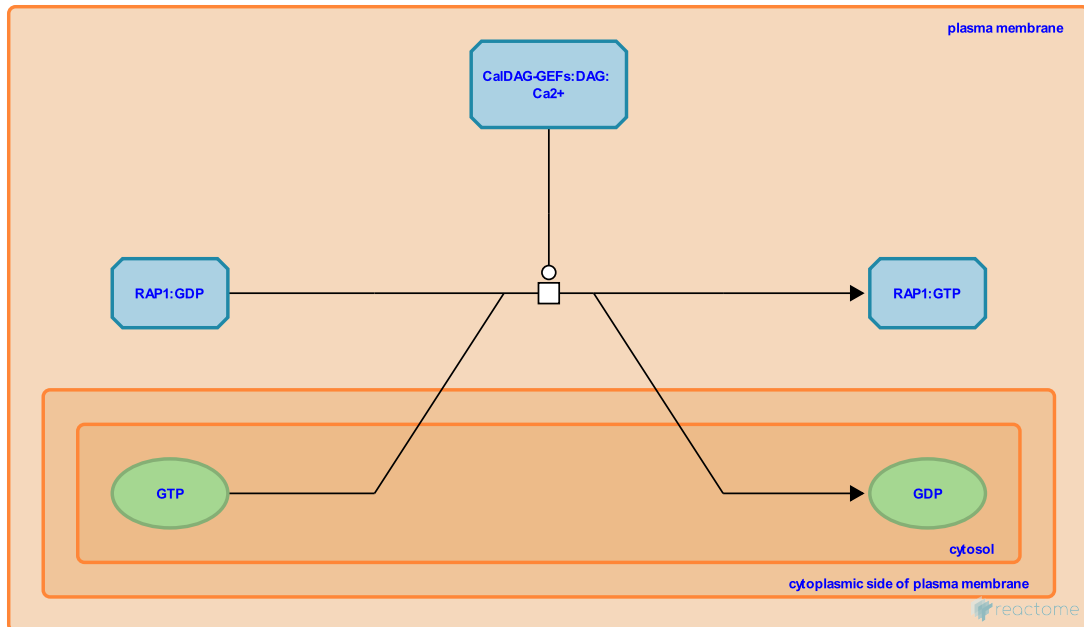 plasma membrane
CalDAG-GEFs:DAG:
Ca2+
RAP1:GDP
RAP1:GTP
GTP
GDP
cytosol
cytoplasmic side of plasma membrane
reactome